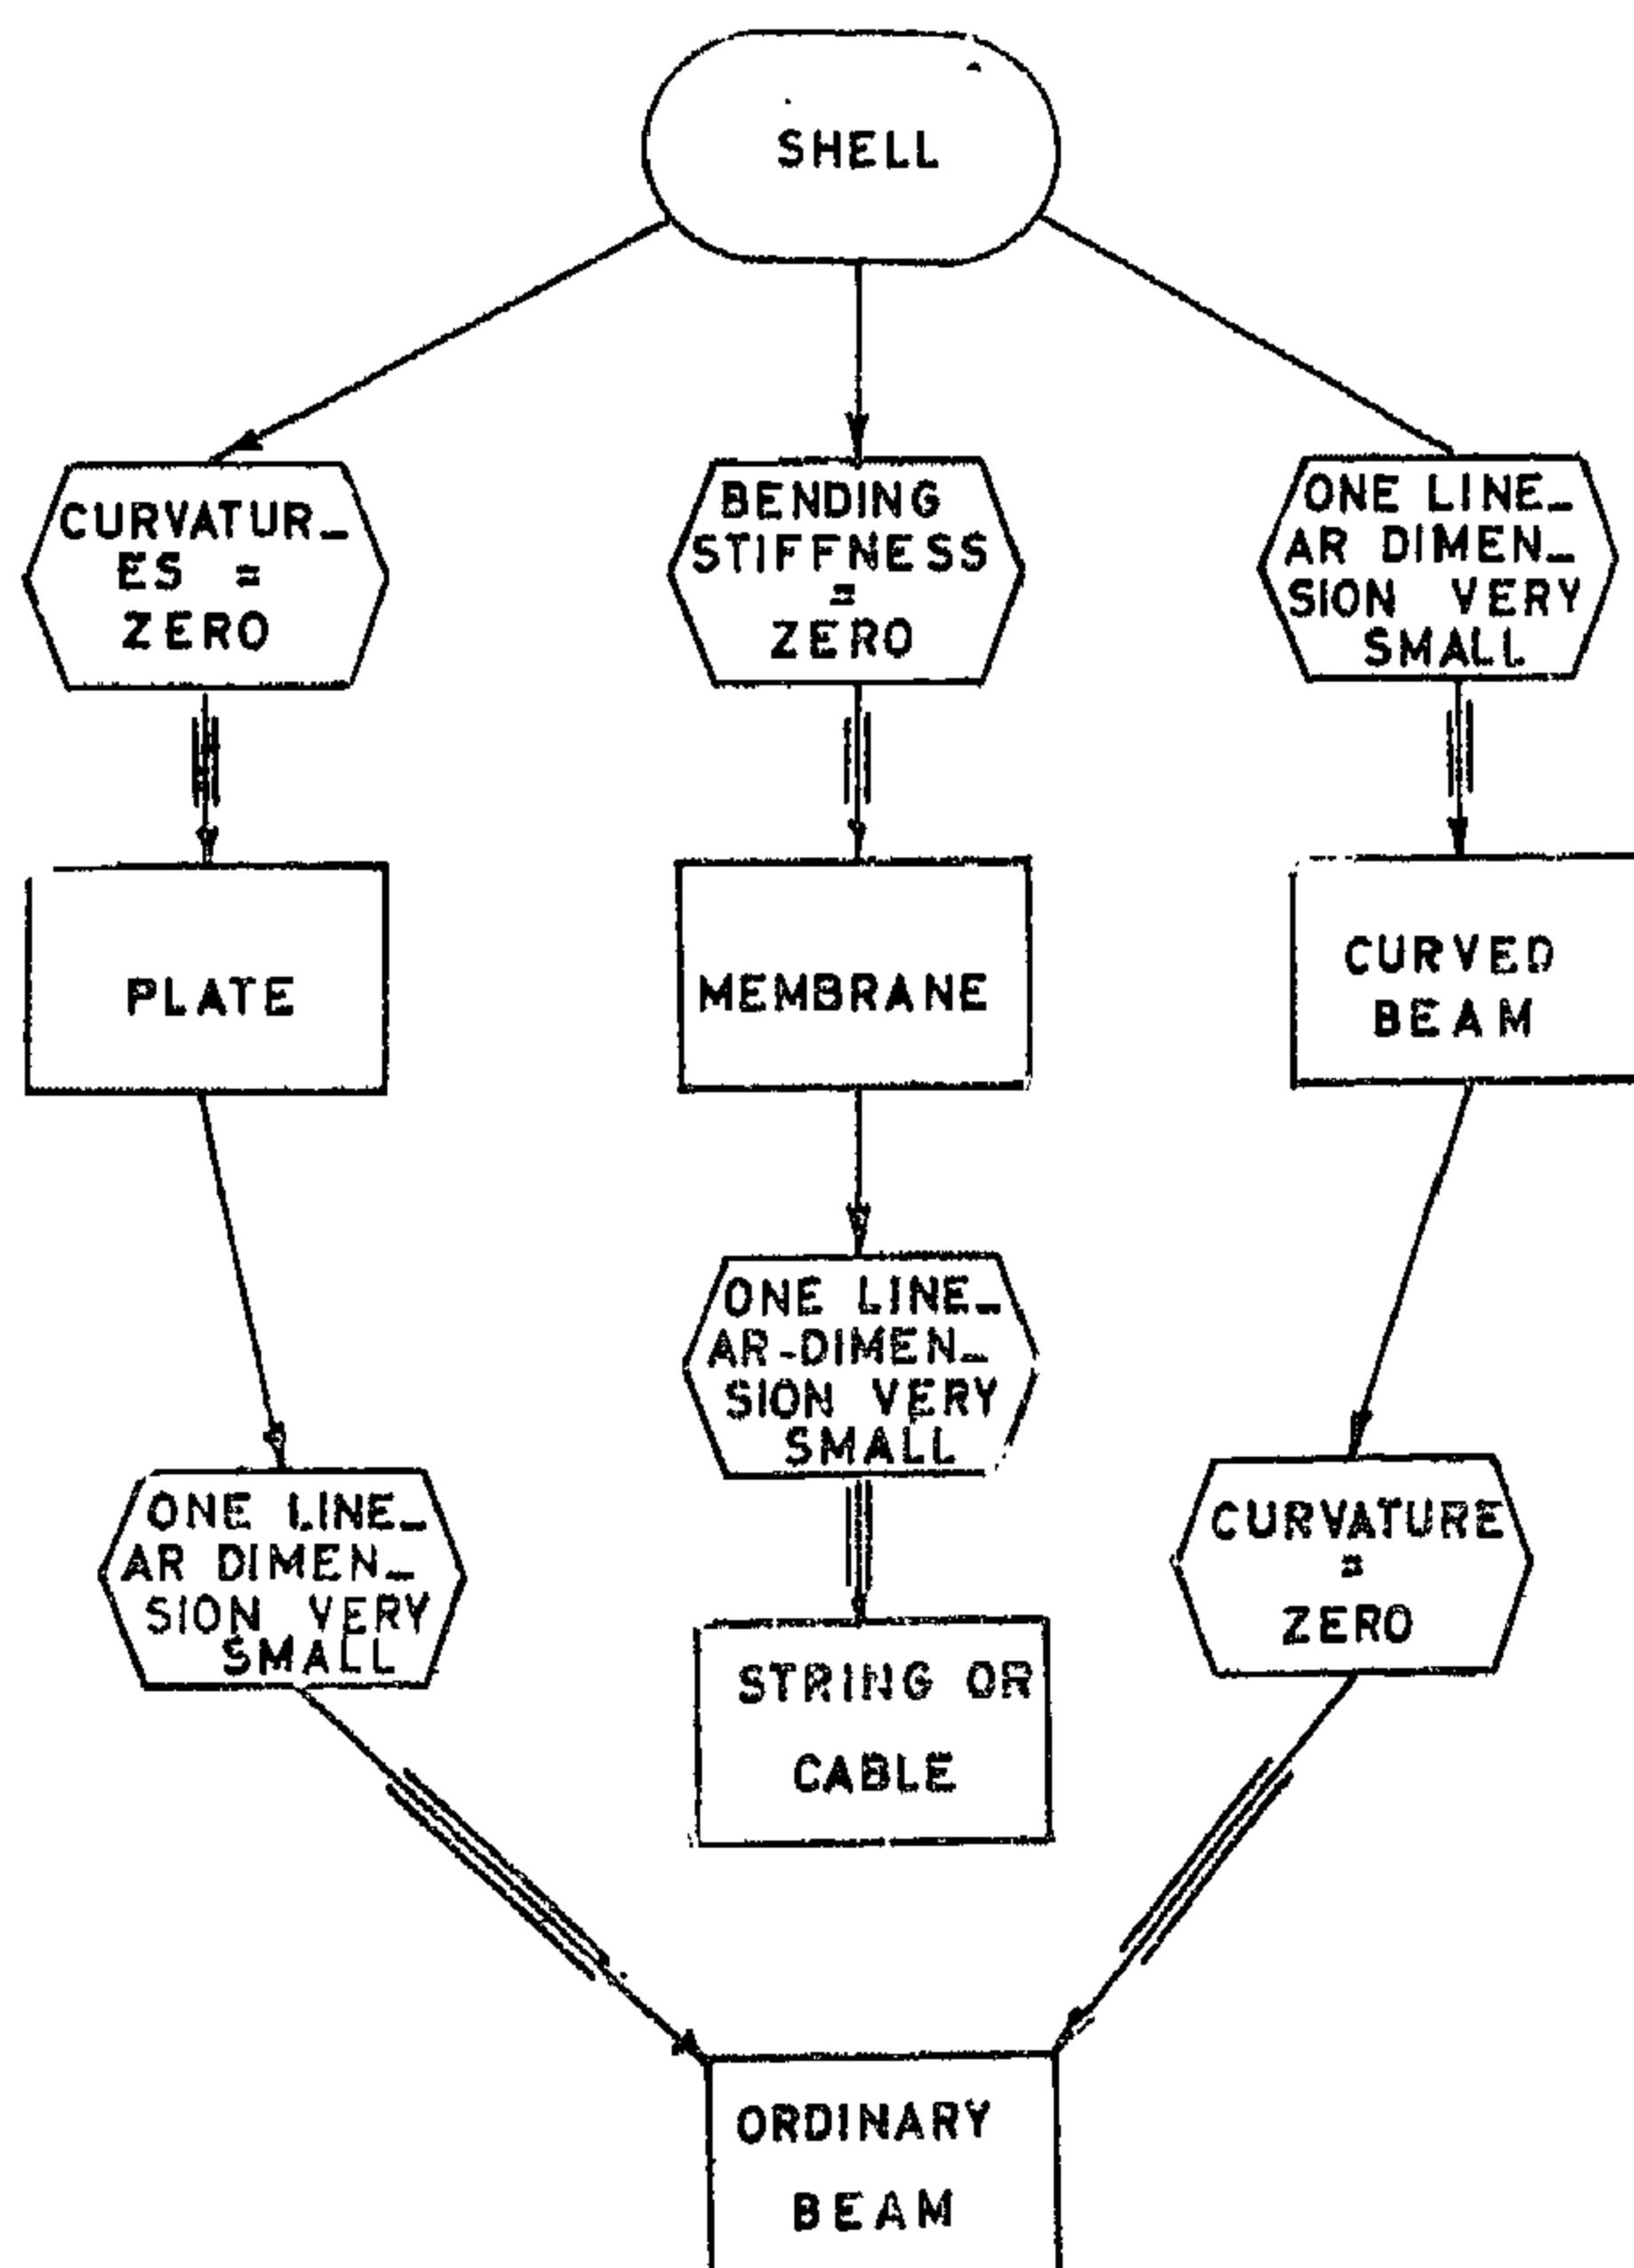 SHELL
CURVATUR_
ES =
ZERO
BENDING
STIFFNESS
=
ZERO
ONE LINE_
AR DIMEN_
SION VERY
SMALL
PLATE
MEMBRANE
CURVED
BEAM
ONE LINE_
AR-DIMEN_
SION VERY
SMALL
ONE LINE_
AR DIMEN_
SION VERY
SMALL
CURVATURE
=
ZERO
STRING OR
CABLE
ORDINARY
BEAM